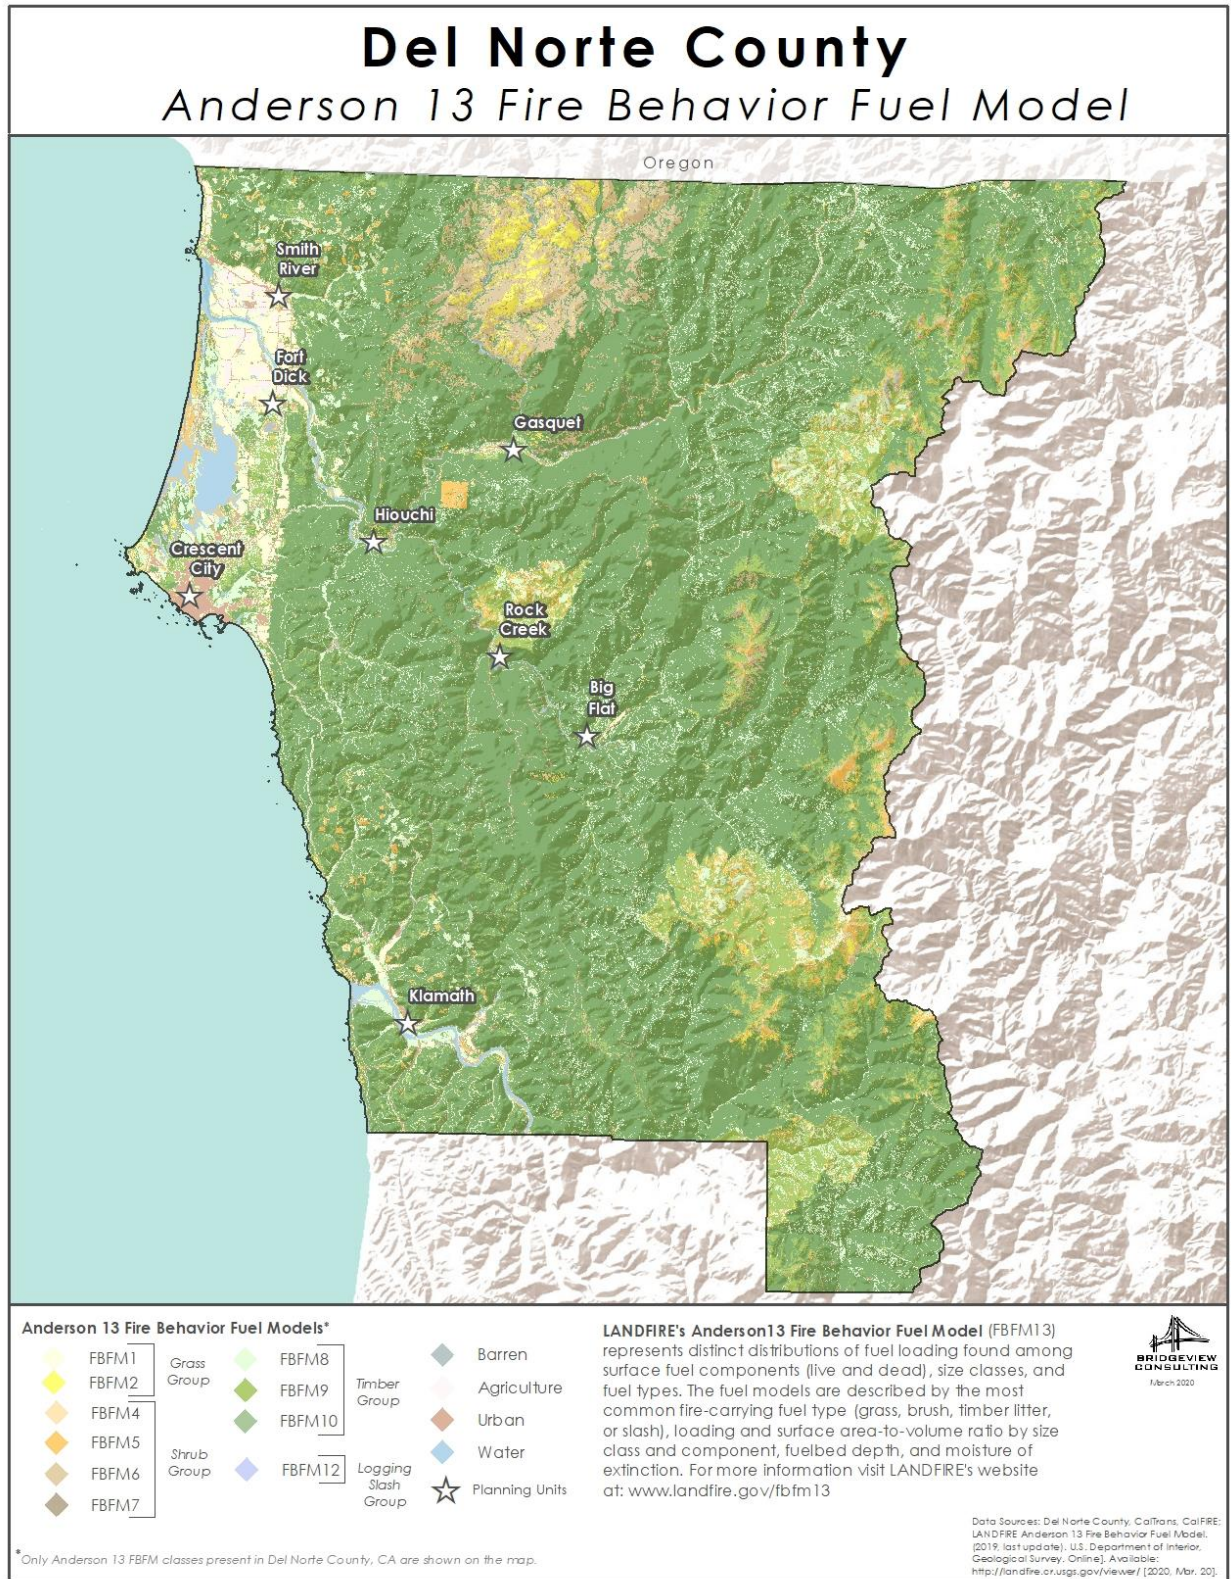 Del Norte County
Anderson 13 Fire Behavior Fuel Model
Oregon
Smith
River
Fort
Dick
Gasquet
Hiouchi
Crescent
City
Rock
Creek
Big
Flat
Klamath
Anderson 13 Fire Behavior Fuel Models*
FBFM1
FBFM2
Grass
Group
FBFM4
FBFM5
FBFM6
FBFM7
Shrub
Group
FBFM8
FBFM9
FBFM10
Timber
Group
FBFM12
Logging
Slash
Group
Barren
Agriculture
Urban
Water
Planning Units
*Only Anderson 13 FBFM classes present in Del Norte County, CA are shown on the map.
LANDFIRE's Anderson13 Fire Behavior Fuel Model (FBFM13)
represents distinct distributions of fuel loading found among
surface fuel components (live and dead), size classes, and
fuel types. The fuel models are described by the most
common fire-carrying fuel type (grass, brush, timber litter,
or slash), loading and surface area-to-volume ratio by size
class and component, fuelbed depth, and moisture of
extinction. For more information visit LANDFIRE's website
at: www.landfire.gov/fbfm13
BRIDGEVIEW
CONSULTING
March 2020
Data Sources: Del Norte County, CalTrans, CalFIRE;
LANDFIRE Anderson 13 Fire Behavior Fuel Model.
(2019, last update). U.S. Department of Interior,
Geological Survey. Online]. Available:
http://landfire.cr.usgs.gov/viewer/ [2020, Mar. 20].